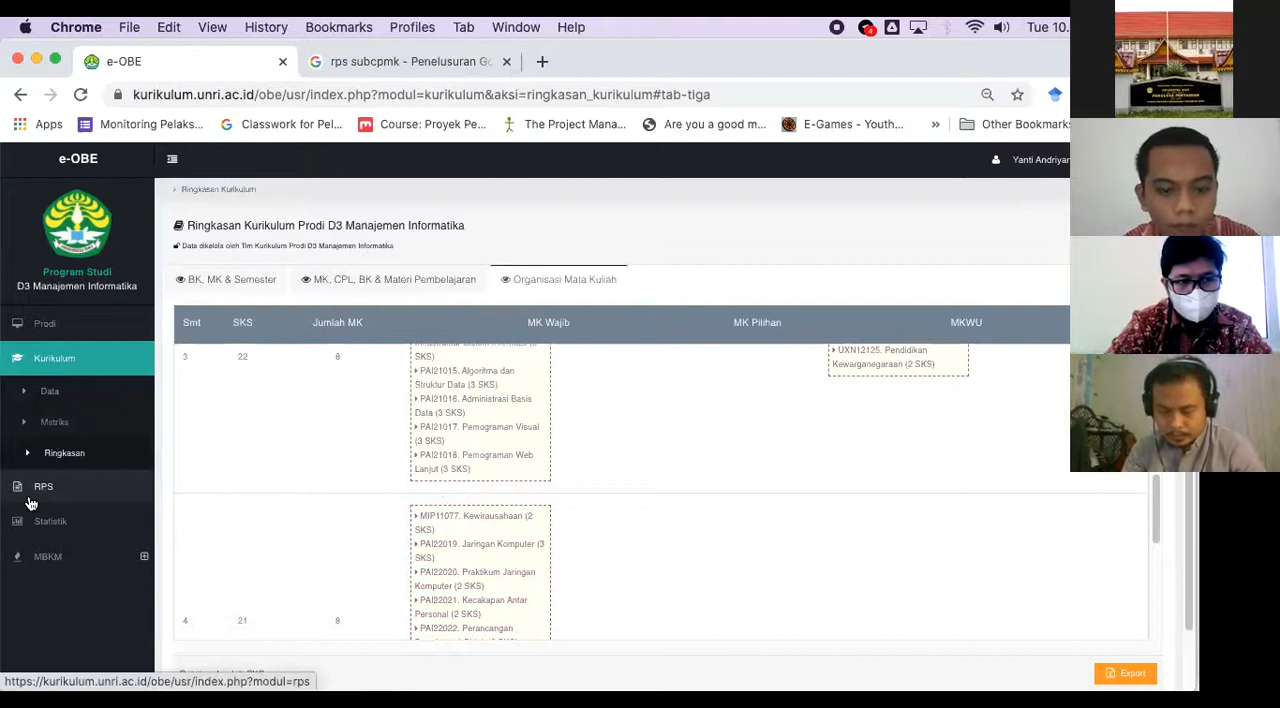 Chrome File Edit View History Bookmarks Profiles Tab Window Help 4 Tue 10.
e-OBE
rps subcpmk - Penelusuran Go
kurikulum.unri.ac.id/obe/usr/index.php?modul=kurikulum&aksi=ringkasan_kurikulum#tab-tiga
Apps Monitoring Pelaks... Classwork for Pel... Course: Proyek Pe... The Project Mana... Are you a good m... E-Games - Youth... » Other Bookmarks
e-OBE
Yanti Andriyan
Ringkasan Kurikulum
Ringkasan Kurikulum Prodi D3 Manajemen Informatika
Data dikelola oleh Tim Kurikulum Prodi D3 Manajemen Informatika
Program Studi
D3 Manajemen Informatika
BK, MK & Semester
MK, CPL, BK & Materi Pembelajaran
Organisasi Mata Kuliah
Prodi
Kurikulum
Data
Metriks
Ringkasan
RPS
Statistik
MBKM
Smt SKS Jumlah MK MK Wajib MK Pilihan MKWU
3 22 8
SKS)
PAI21015. Algoritma dan
Struktur Data (3 SKS)
PAI21016. Administrasi Basis
Data (3 SKS)
PAI21017. Pemograman Visual
(3 SKS)
PAI21018. Pemograman Web
Lanjut (3 SKS)
UXN12125. Pendidikan
Kewarganegaraan (2 SKS)
4 21 8
MIP11077. Kewirausahaan (2
SKS)
PAI22019. Jaringan Komputer (3
SKS)
PAI22020. Praktikum Jaringan
Komputer (2 SKS)
PAI22021. Kecakapan Antar
Personal (2 SKS)
PAI22022. Perancangan
Export
https://kurikulum.unri.ac.id/obe/usr/index.php?modul=rps